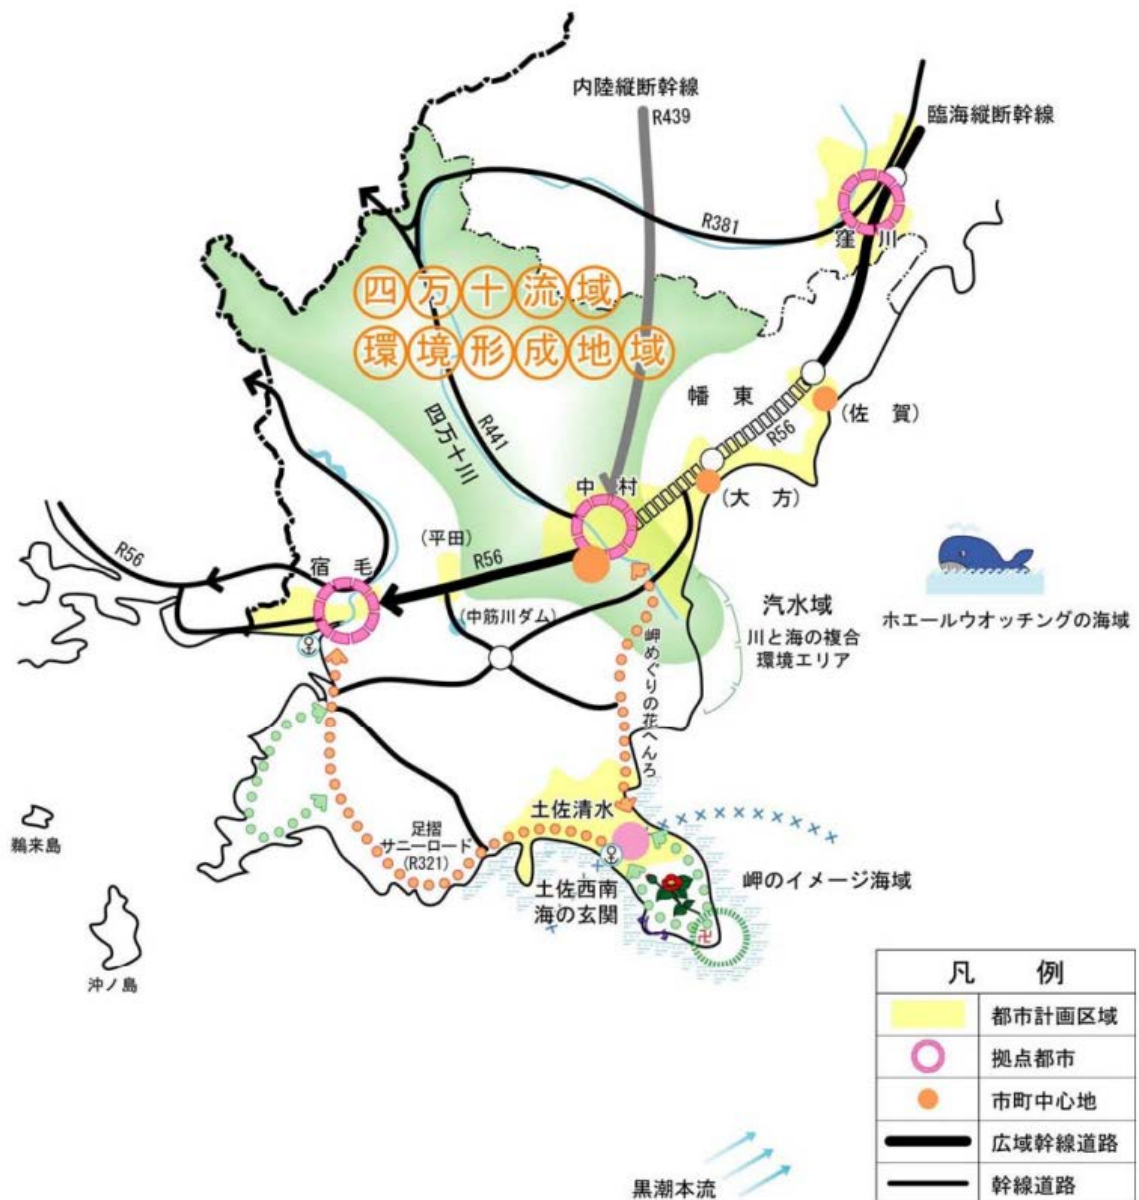 内陸縦断幹線
R439
臨海縦断幹線
R381
窪川
四万十流域
環境形成地域
幡東
(佐賀)
R56
四万十川
R441
中村
(大方)
(平田)
R56
R56
宿毛
(中筋川ダム)
汽水域
川と海の複合
環境エリア
ホエールウオッチングの海域
岬めぐりの花へんろ
土佐清水
足摺
サニーロード
(R321)
鵜来島
土佐西南
海の玄関
岬のイメージ海域
卍
沖ノ島
凡例
都市計画区域
拠点都市
市町中心地
広域幹線道路
幹線道路
黒潮本流